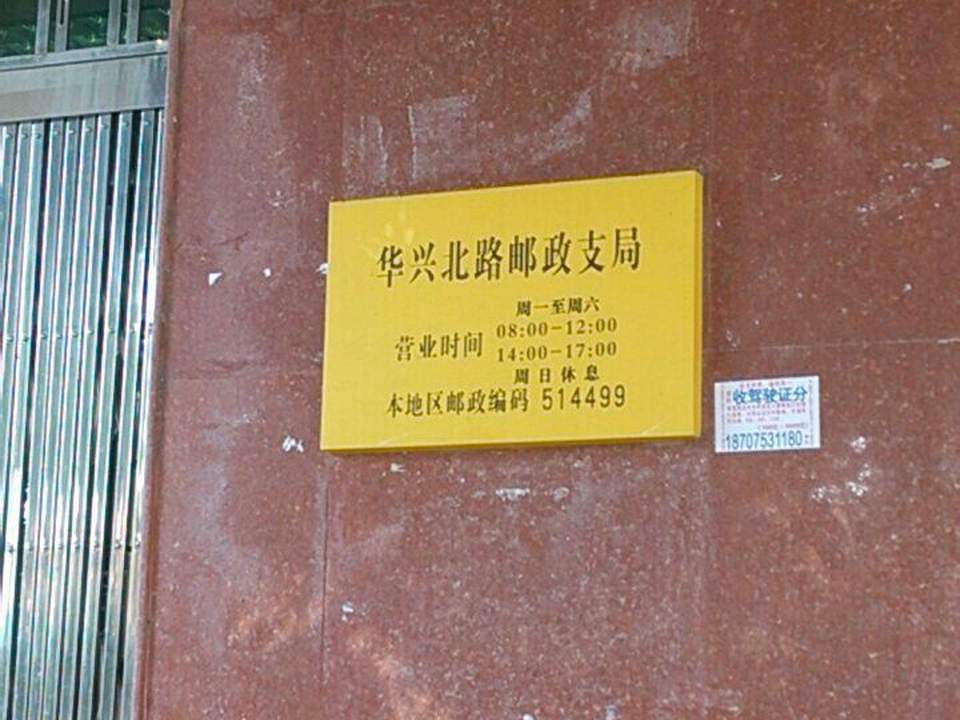 华兴北路邮政支局
周一至周六
营业时间 08:00-12:00
14:00-17:00
周日休息
本地区邮政编码 514499
收驾驶证分
18707531180